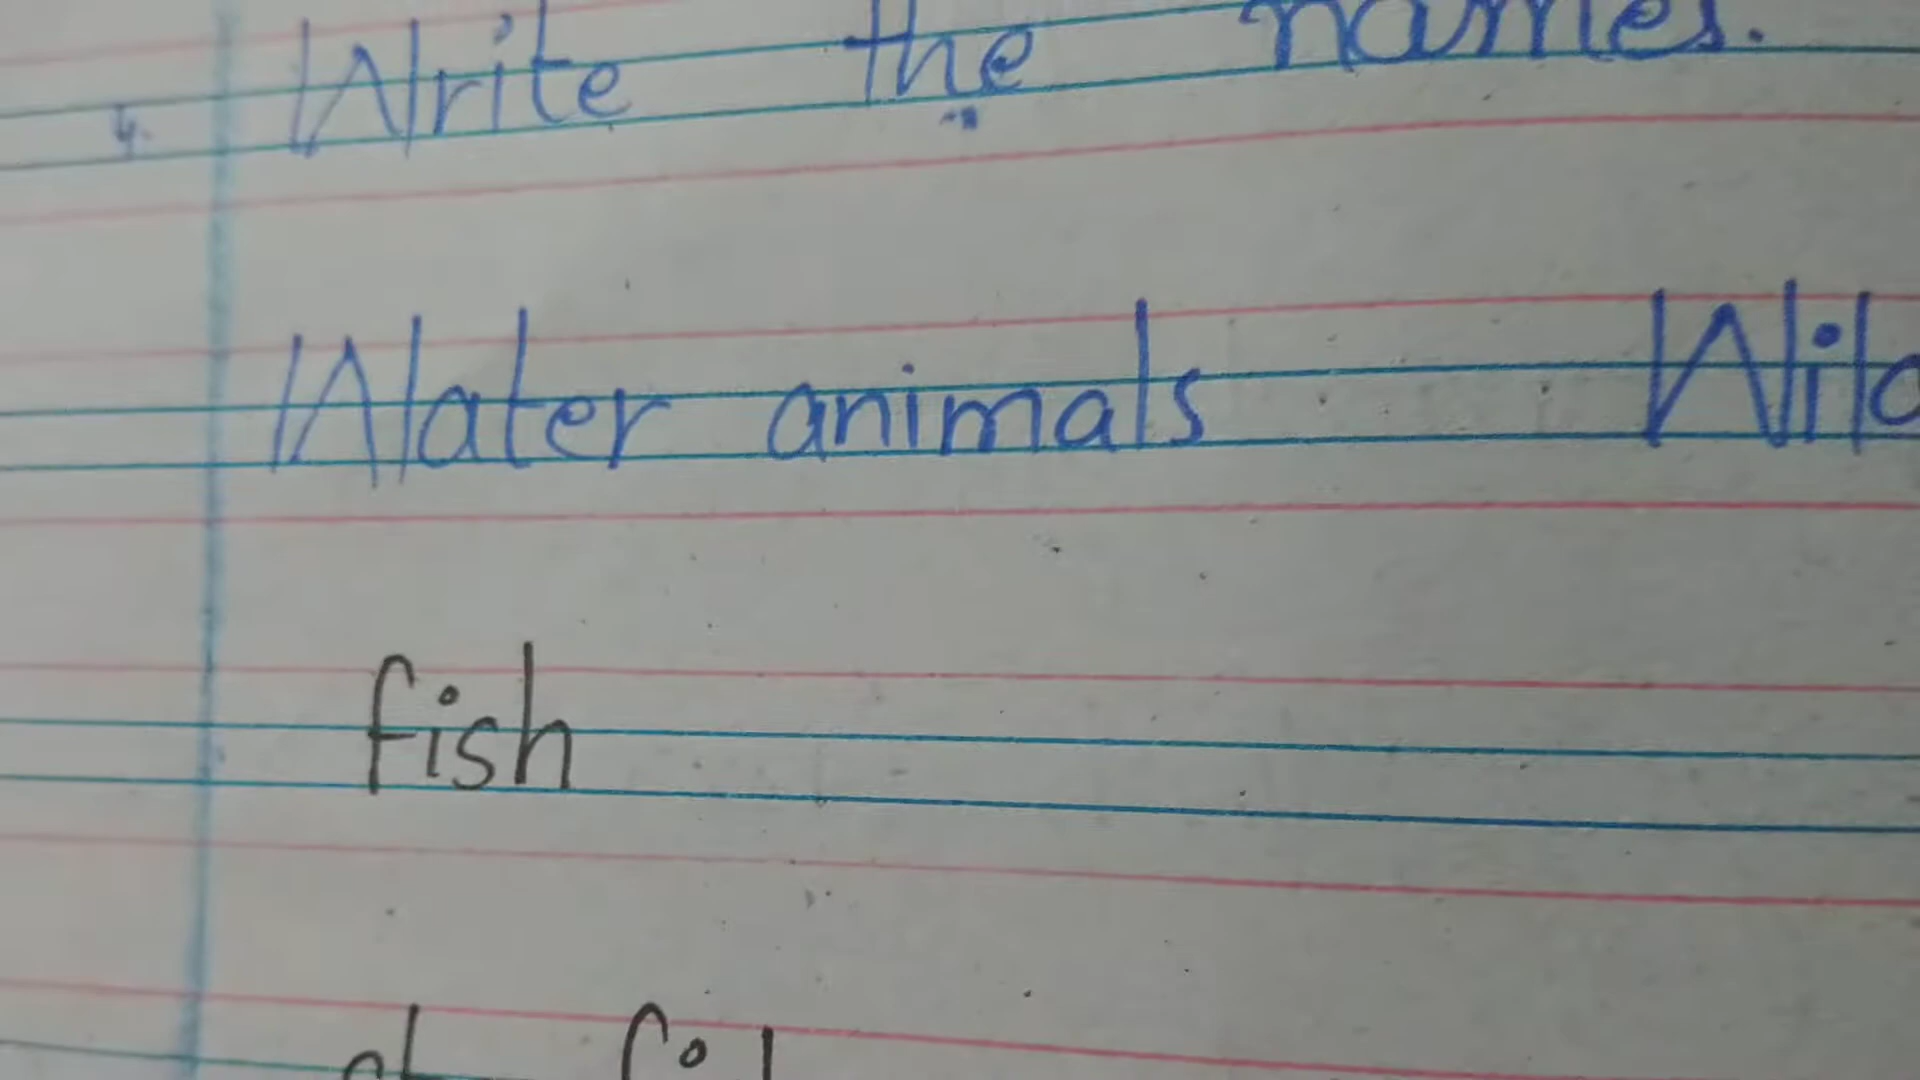 4. Write the names.
Water animals
fish